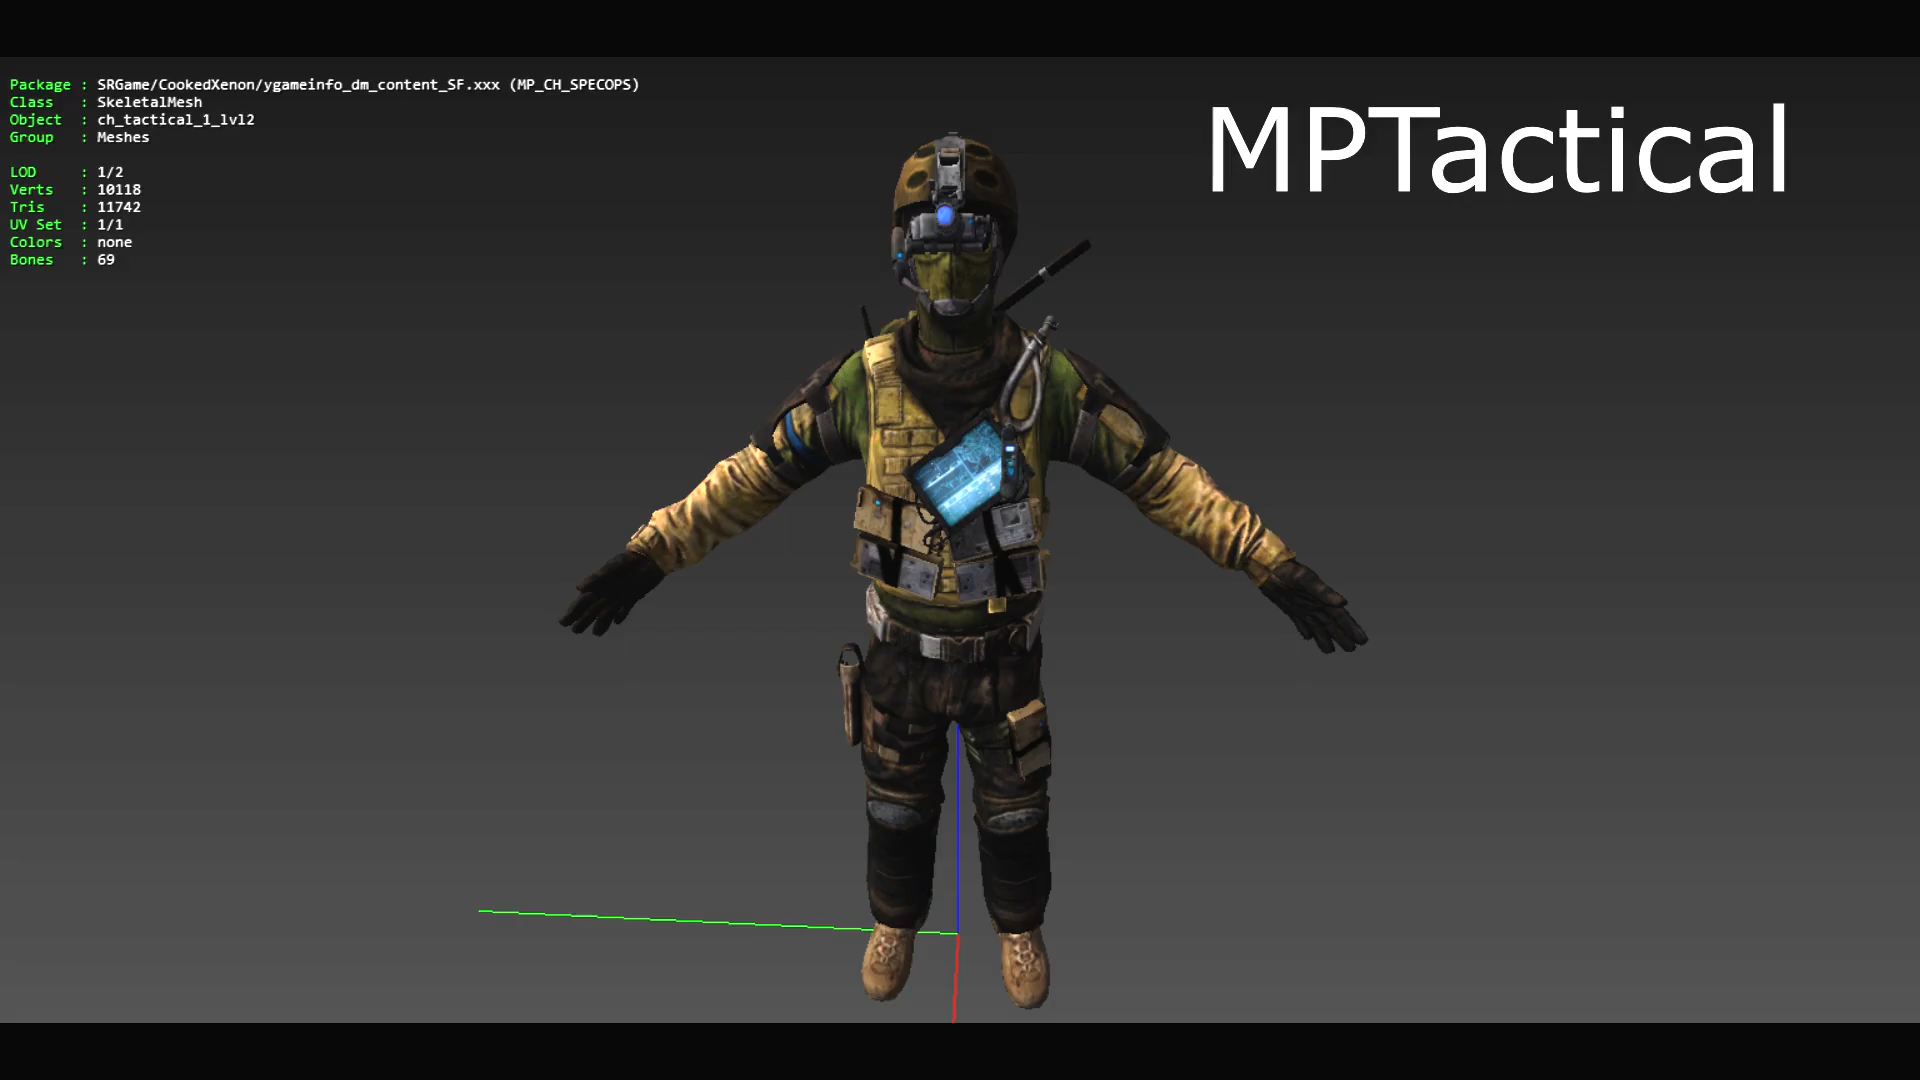 Package : SRGame/CookedXenon/ygameinfo_dm_content_SF.xxx (MP_CH_SPECOPS)
Class : SkeletalMesh
Object : ch_tactical_1_lvl2
Group : Meshes
LOD : 1/2
Verts : 10118
Tris : 11742
UV Set : 1/1
Colors : none
Bones : 69
MPTactical